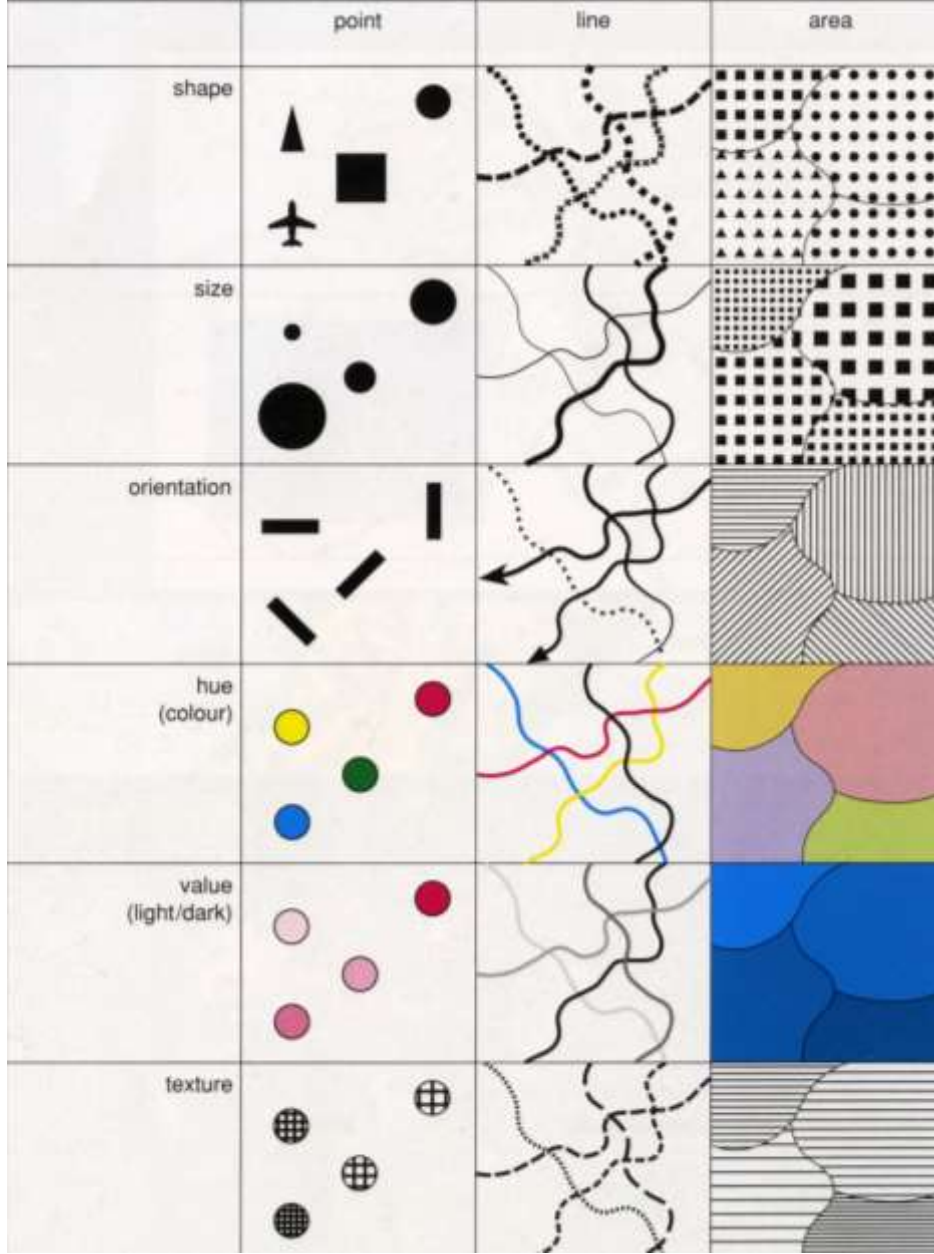 point
line
area
shape
size
orientation
hue
(colour)
value
(light/dark)
texture